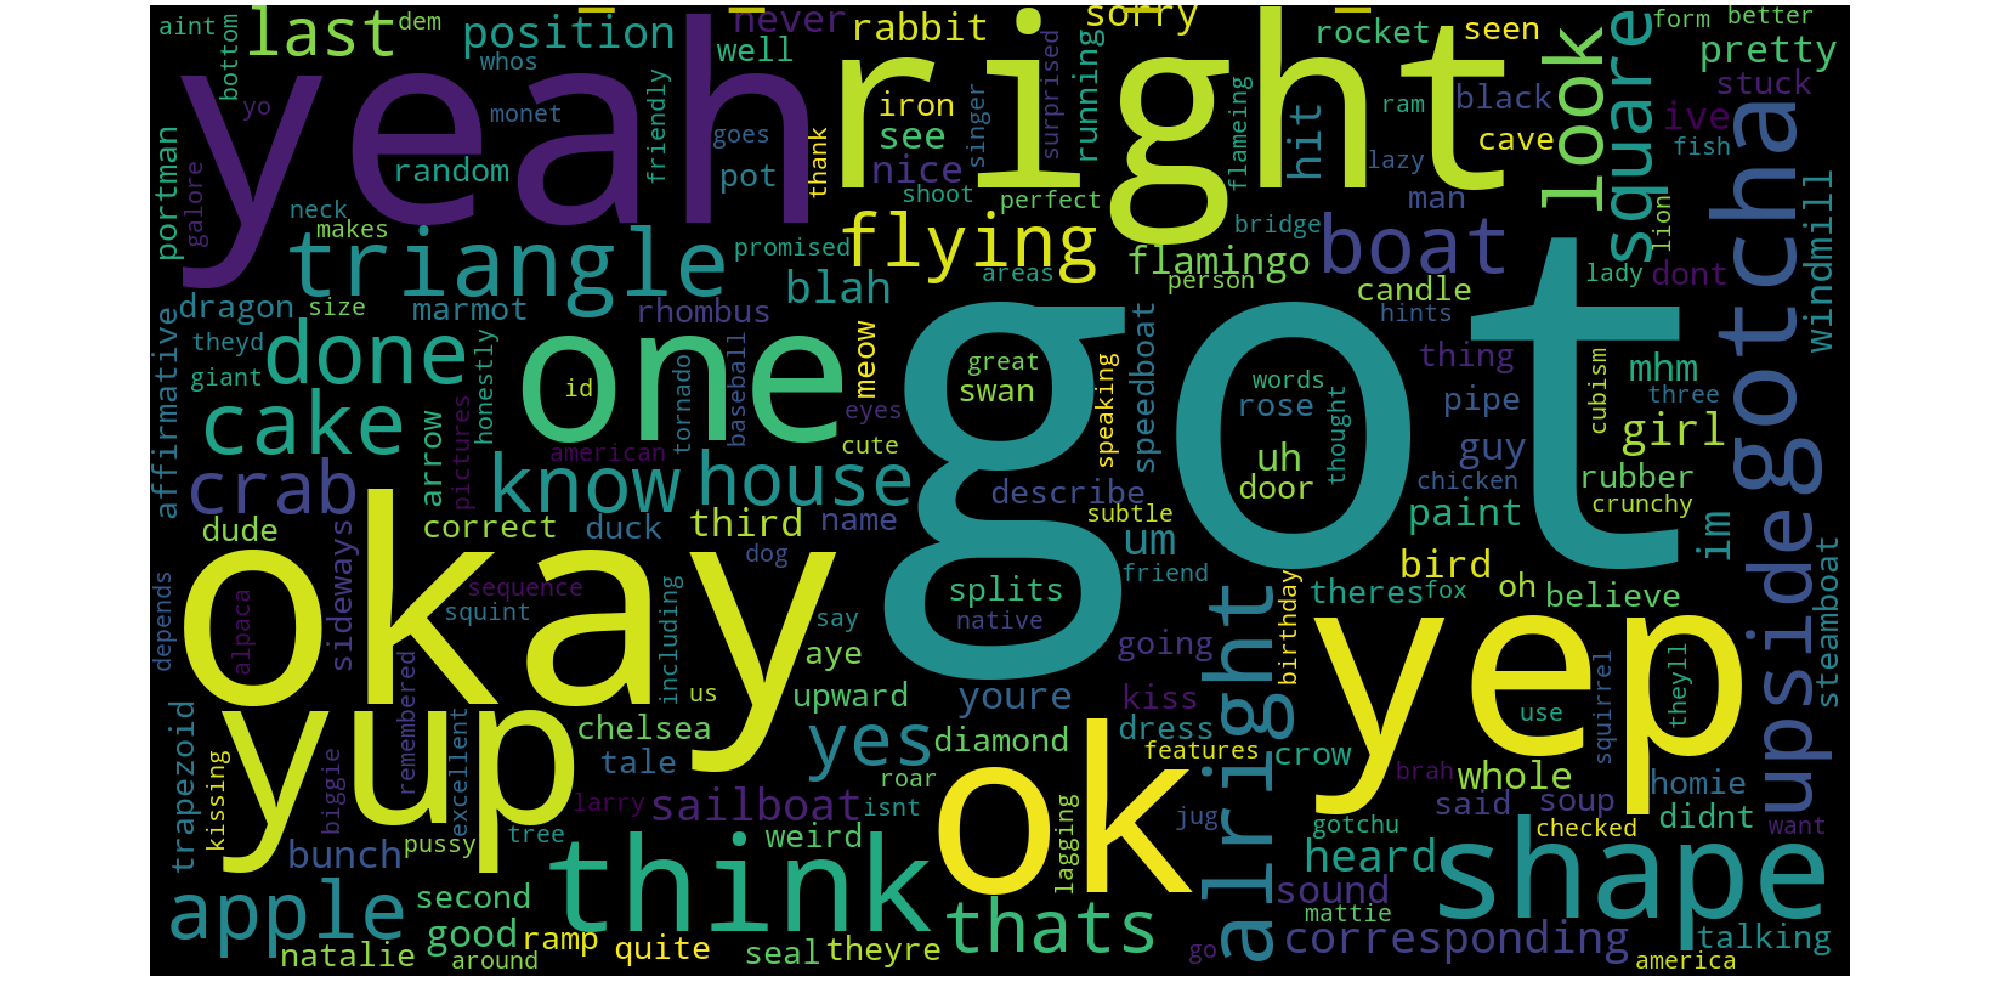 aint
last
dem
position
never
sorry
rabbit
rocket
seen
form
better
bottom
whos
well
look
square
pretty
yeah
right
yo
monet
friendly
goes
thank
iron
see
singer
surprised
running
hit
ram
black
stuck
ive
portman
galore
random
pot
nice
shoot
perfect
flameing
lazy
cave
fish
gotcha
neck
makes
man
triangle
promised
flying
areas
flamingo
person
bridge
boat
lady
lion
dont
windmill
blah
candle
dragon
size
marmot
rhombus
hints
affirmative
theyd
giant
done
honestly
one
id
tornado
baseball
meow
got
great
swan
speedboat
words
rose
thought
thing
cubism
mhm
three
pipe
cake
arrow
pictures
american
eyes
cute
speaking
girl
crab
know
house
uh
door
guy
chicken
rubber
crunchy
describe
subtle
dude
correct
duck
third
name
um
paint
im
upside
sideways
okay
dog
friend
bird
theres
fox
oh
believe
depends
alpaca
sequence
squint
including
say
splits
native
alright
birthday
steamboat
yep
aye
going
us
upward
youre
kiss
squirrel
theyll
use
trapezoid
yup
remembered
excellent
chelsea
yes
diamond
dress
features
crow
kissing
biggie
tale
roar
ok
brah
whole
homie
larry
sailboat
isnt
jug
said
soup
didnt
gotchu
checked
want
bunch
pussy
tree
weird
lagging
heard
shape
apple
second
think
sound
thats
mattie
good
ramp
quite
seal
theyre
go
corresponding
talking
natalie
around
america